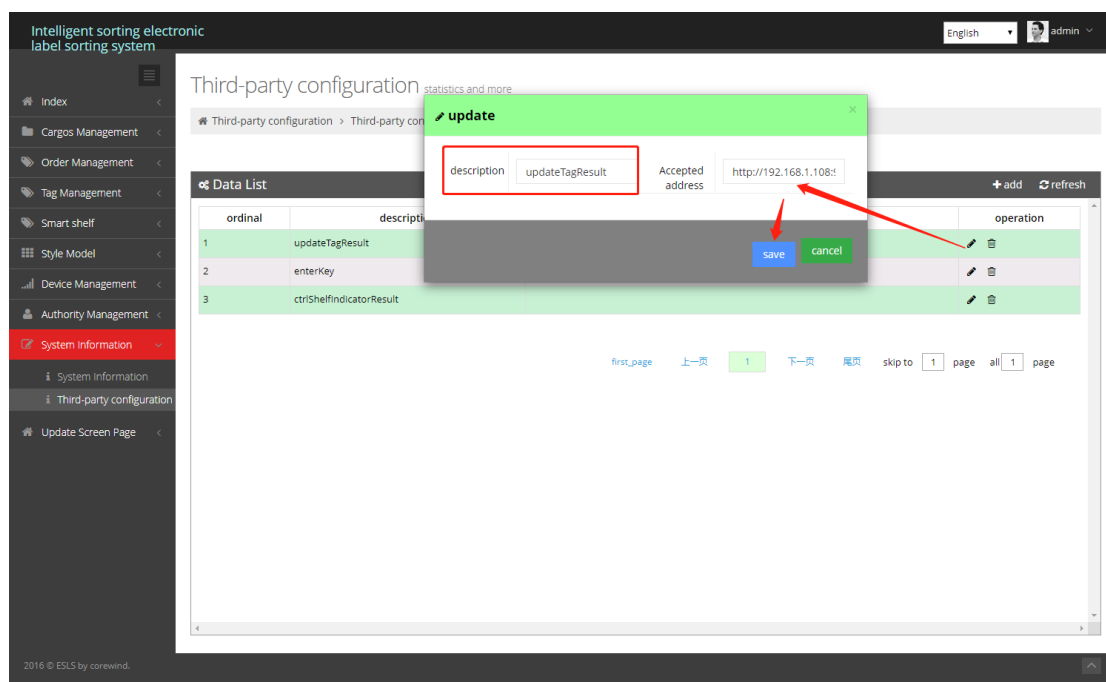 Intelligent sorting electronic
label sorting system
English
admin
Index
Cargos Management
Order Management
Tag Management
Smart shelf
Style Model
Device Management
Authority Management
System Information
System Information
Third-party configuration
Update Screen Page
Third-party configuration statistics and more
Third-party configuration > Third-party con
update
×
description
updateTagResult
Accepted
address
http://192.168.1.108:
save
cancel
Data List
add
refresh
ordinal
descripti
operation
1
updateTagResult
2
enterKey
3
ctrlShelfIndicatorResult
first_page 上一页 1 下一页 尾页 skip to 1 page all 1 page
2016 © ESLS by corewind.